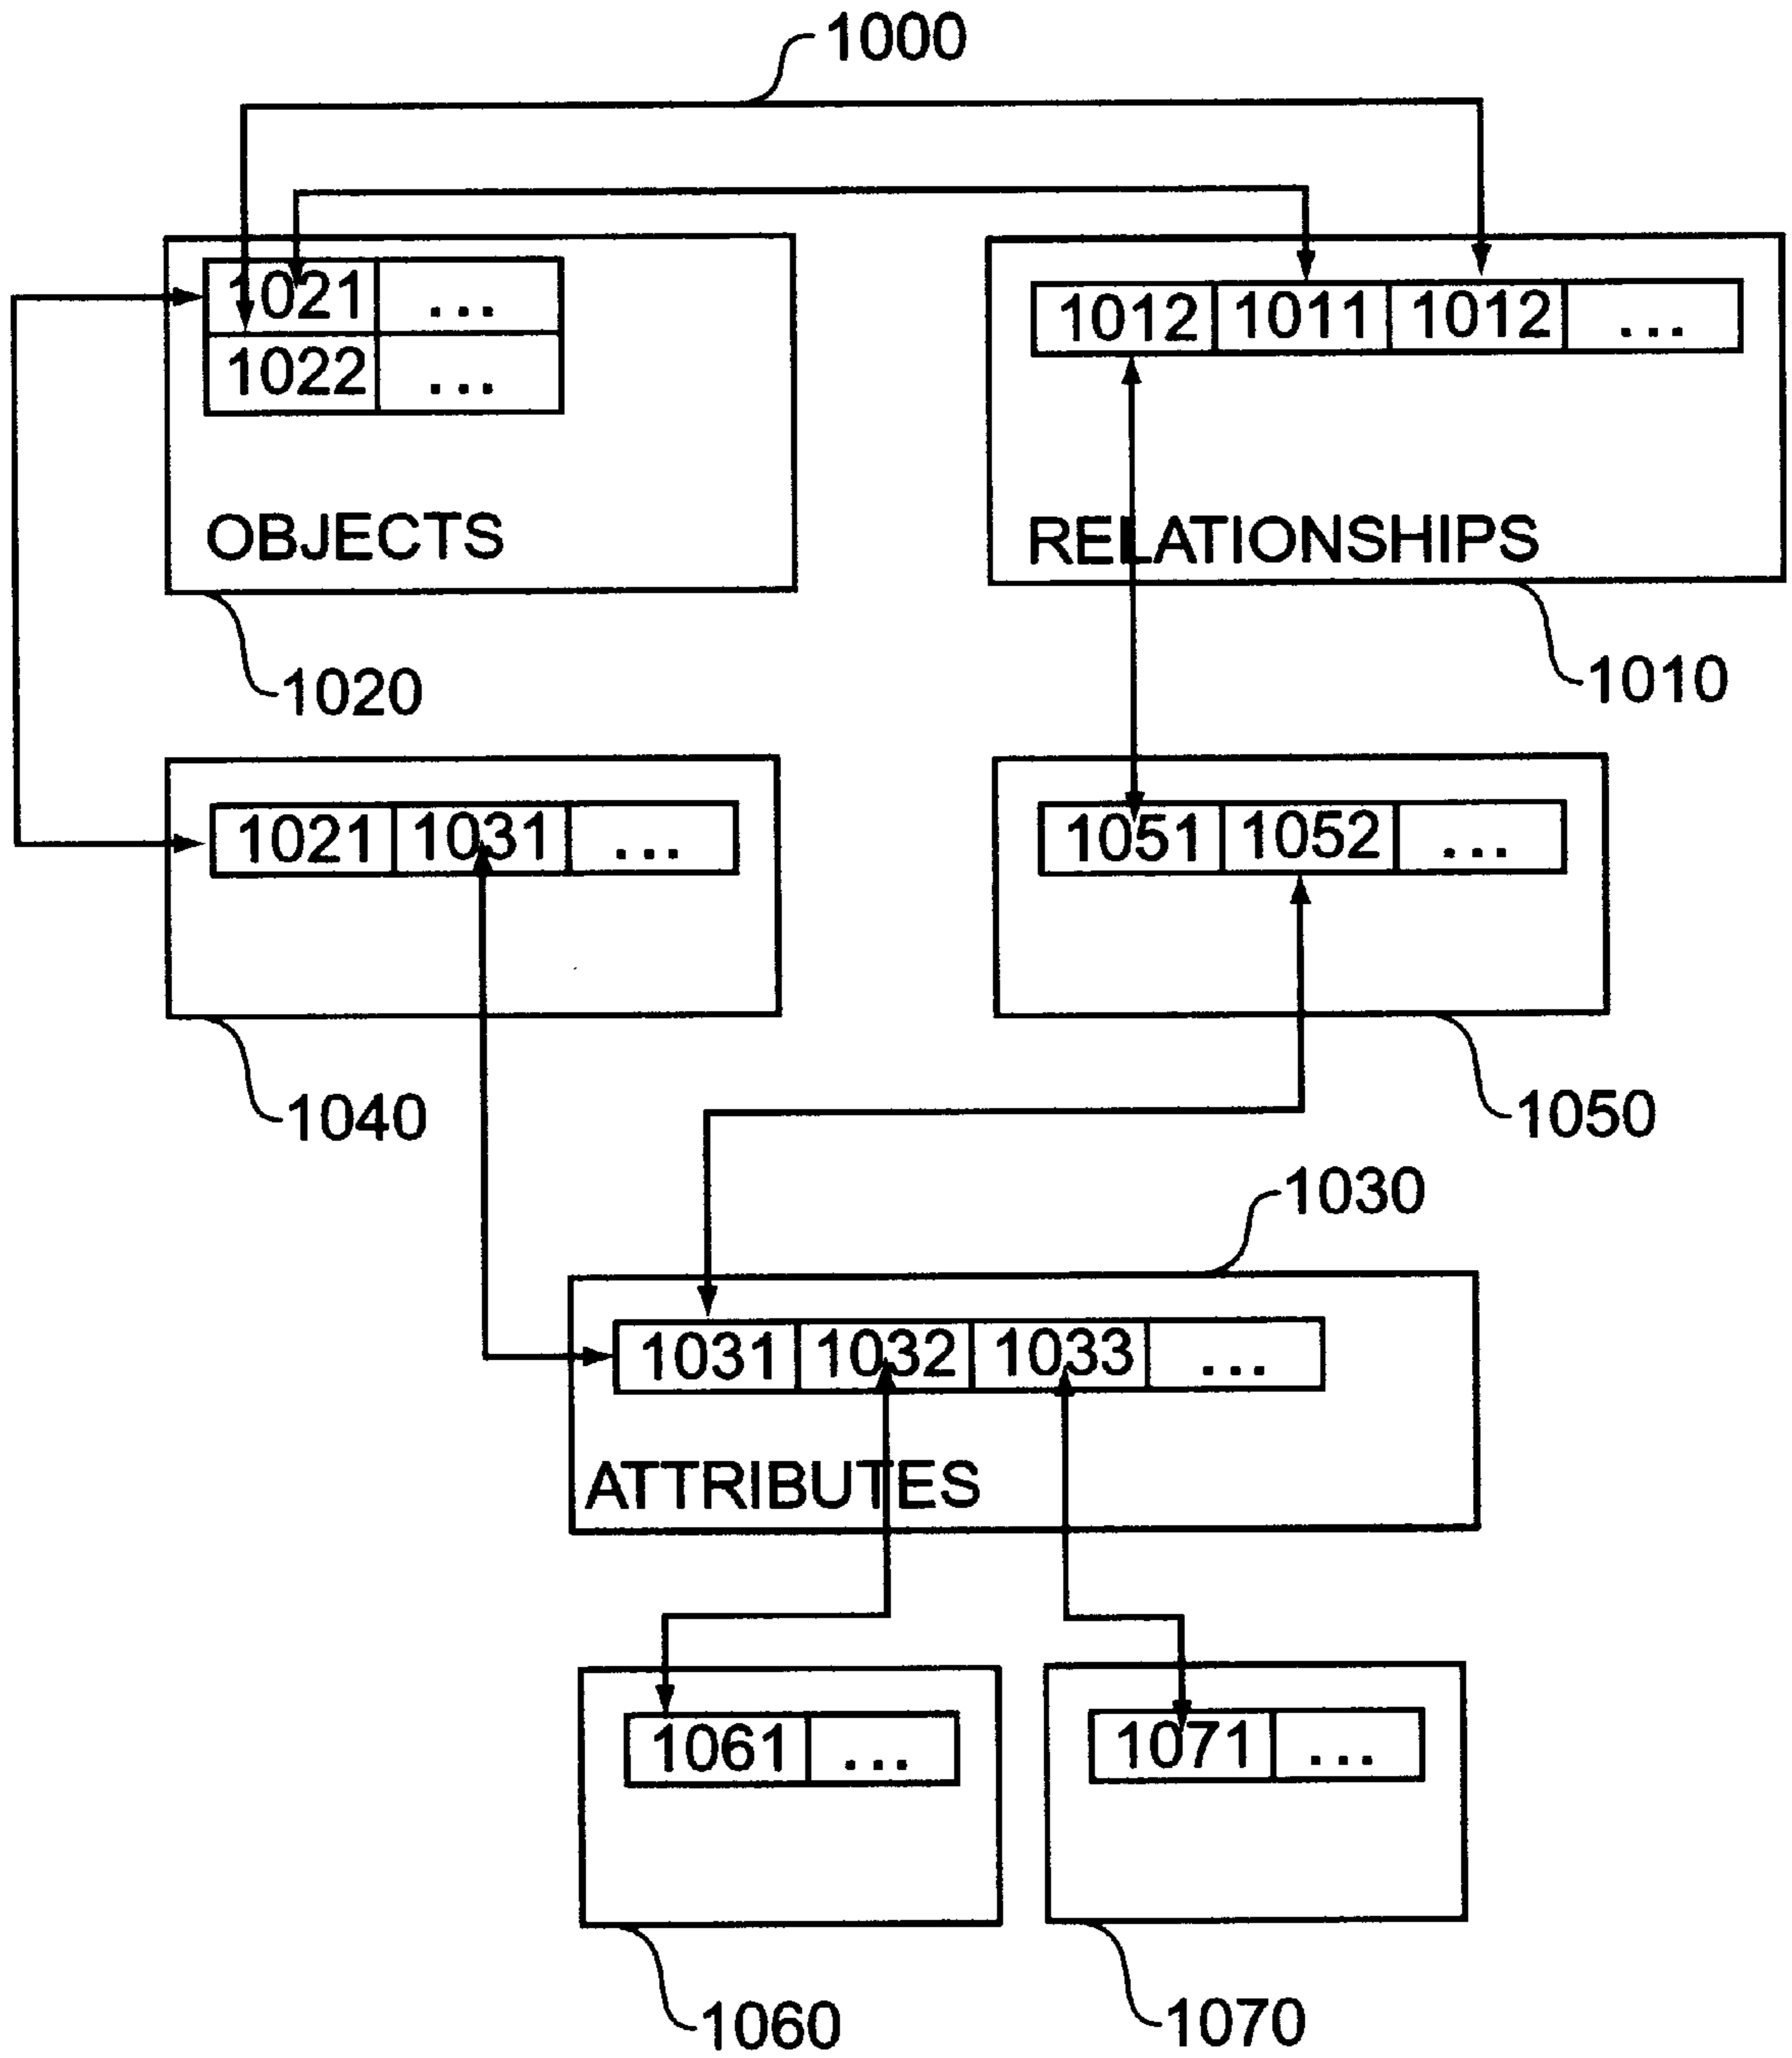 1000
1021 ...
1022 ...
OBJECTS
1012 1011 1012 ...
RELATIONSHIPS
1020
1010
1021 1031 ...
1051 1052 ...
1040
1050
1030
1031 1032 1033 ...
ATTRIBUTES
1061 ...
1071 ...
1060
1070